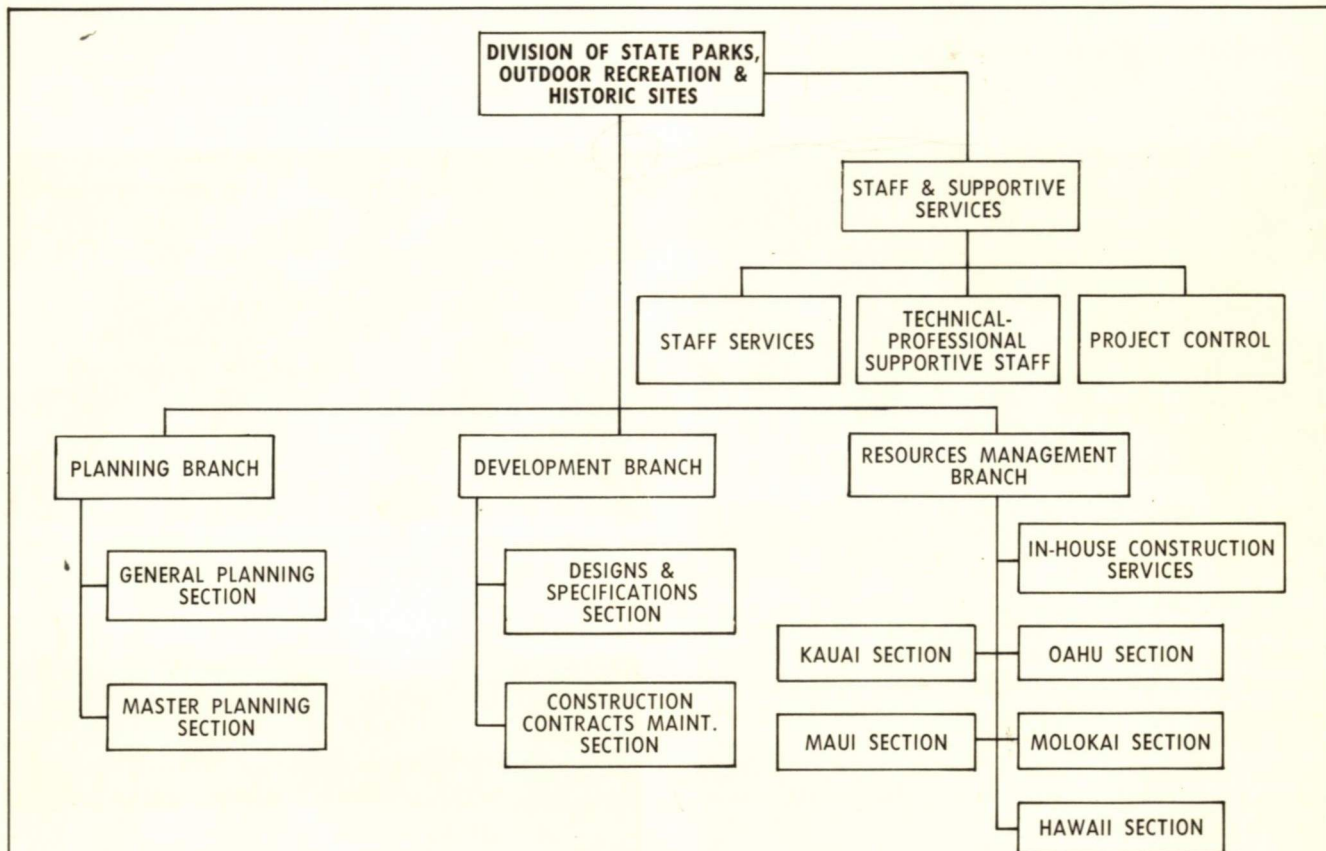 DIVISION OF STATE PARKS,
OUTDOOR RECREATION &
HISTORIC SITES
STAFF & SUPPORTIVE
SERVICES
STAFF SERVICES
TECHNICAL-
PROFESSIONAL
SUPPORTIVE STAFF
PROJECT CONTROL
PLANNING BRANCH
GENERAL PLANNING
SECTION
MASTER PLANNING
SECTION
DEVELOPMENT BRANCH
DESIGNS &
SPECIFICATIONS
SECTION
CONSTRUCTION
CONTRACTS MAINT.
SECTION
RESOURCES MANAGEMENT
BRANCH
IN-HOUSE CONSTRUCTION
SERVICES
KAUAI SECTION
OAHU SECTION
MAUI SECTION
MOLOKAI SECTION
HAWAII SECTION